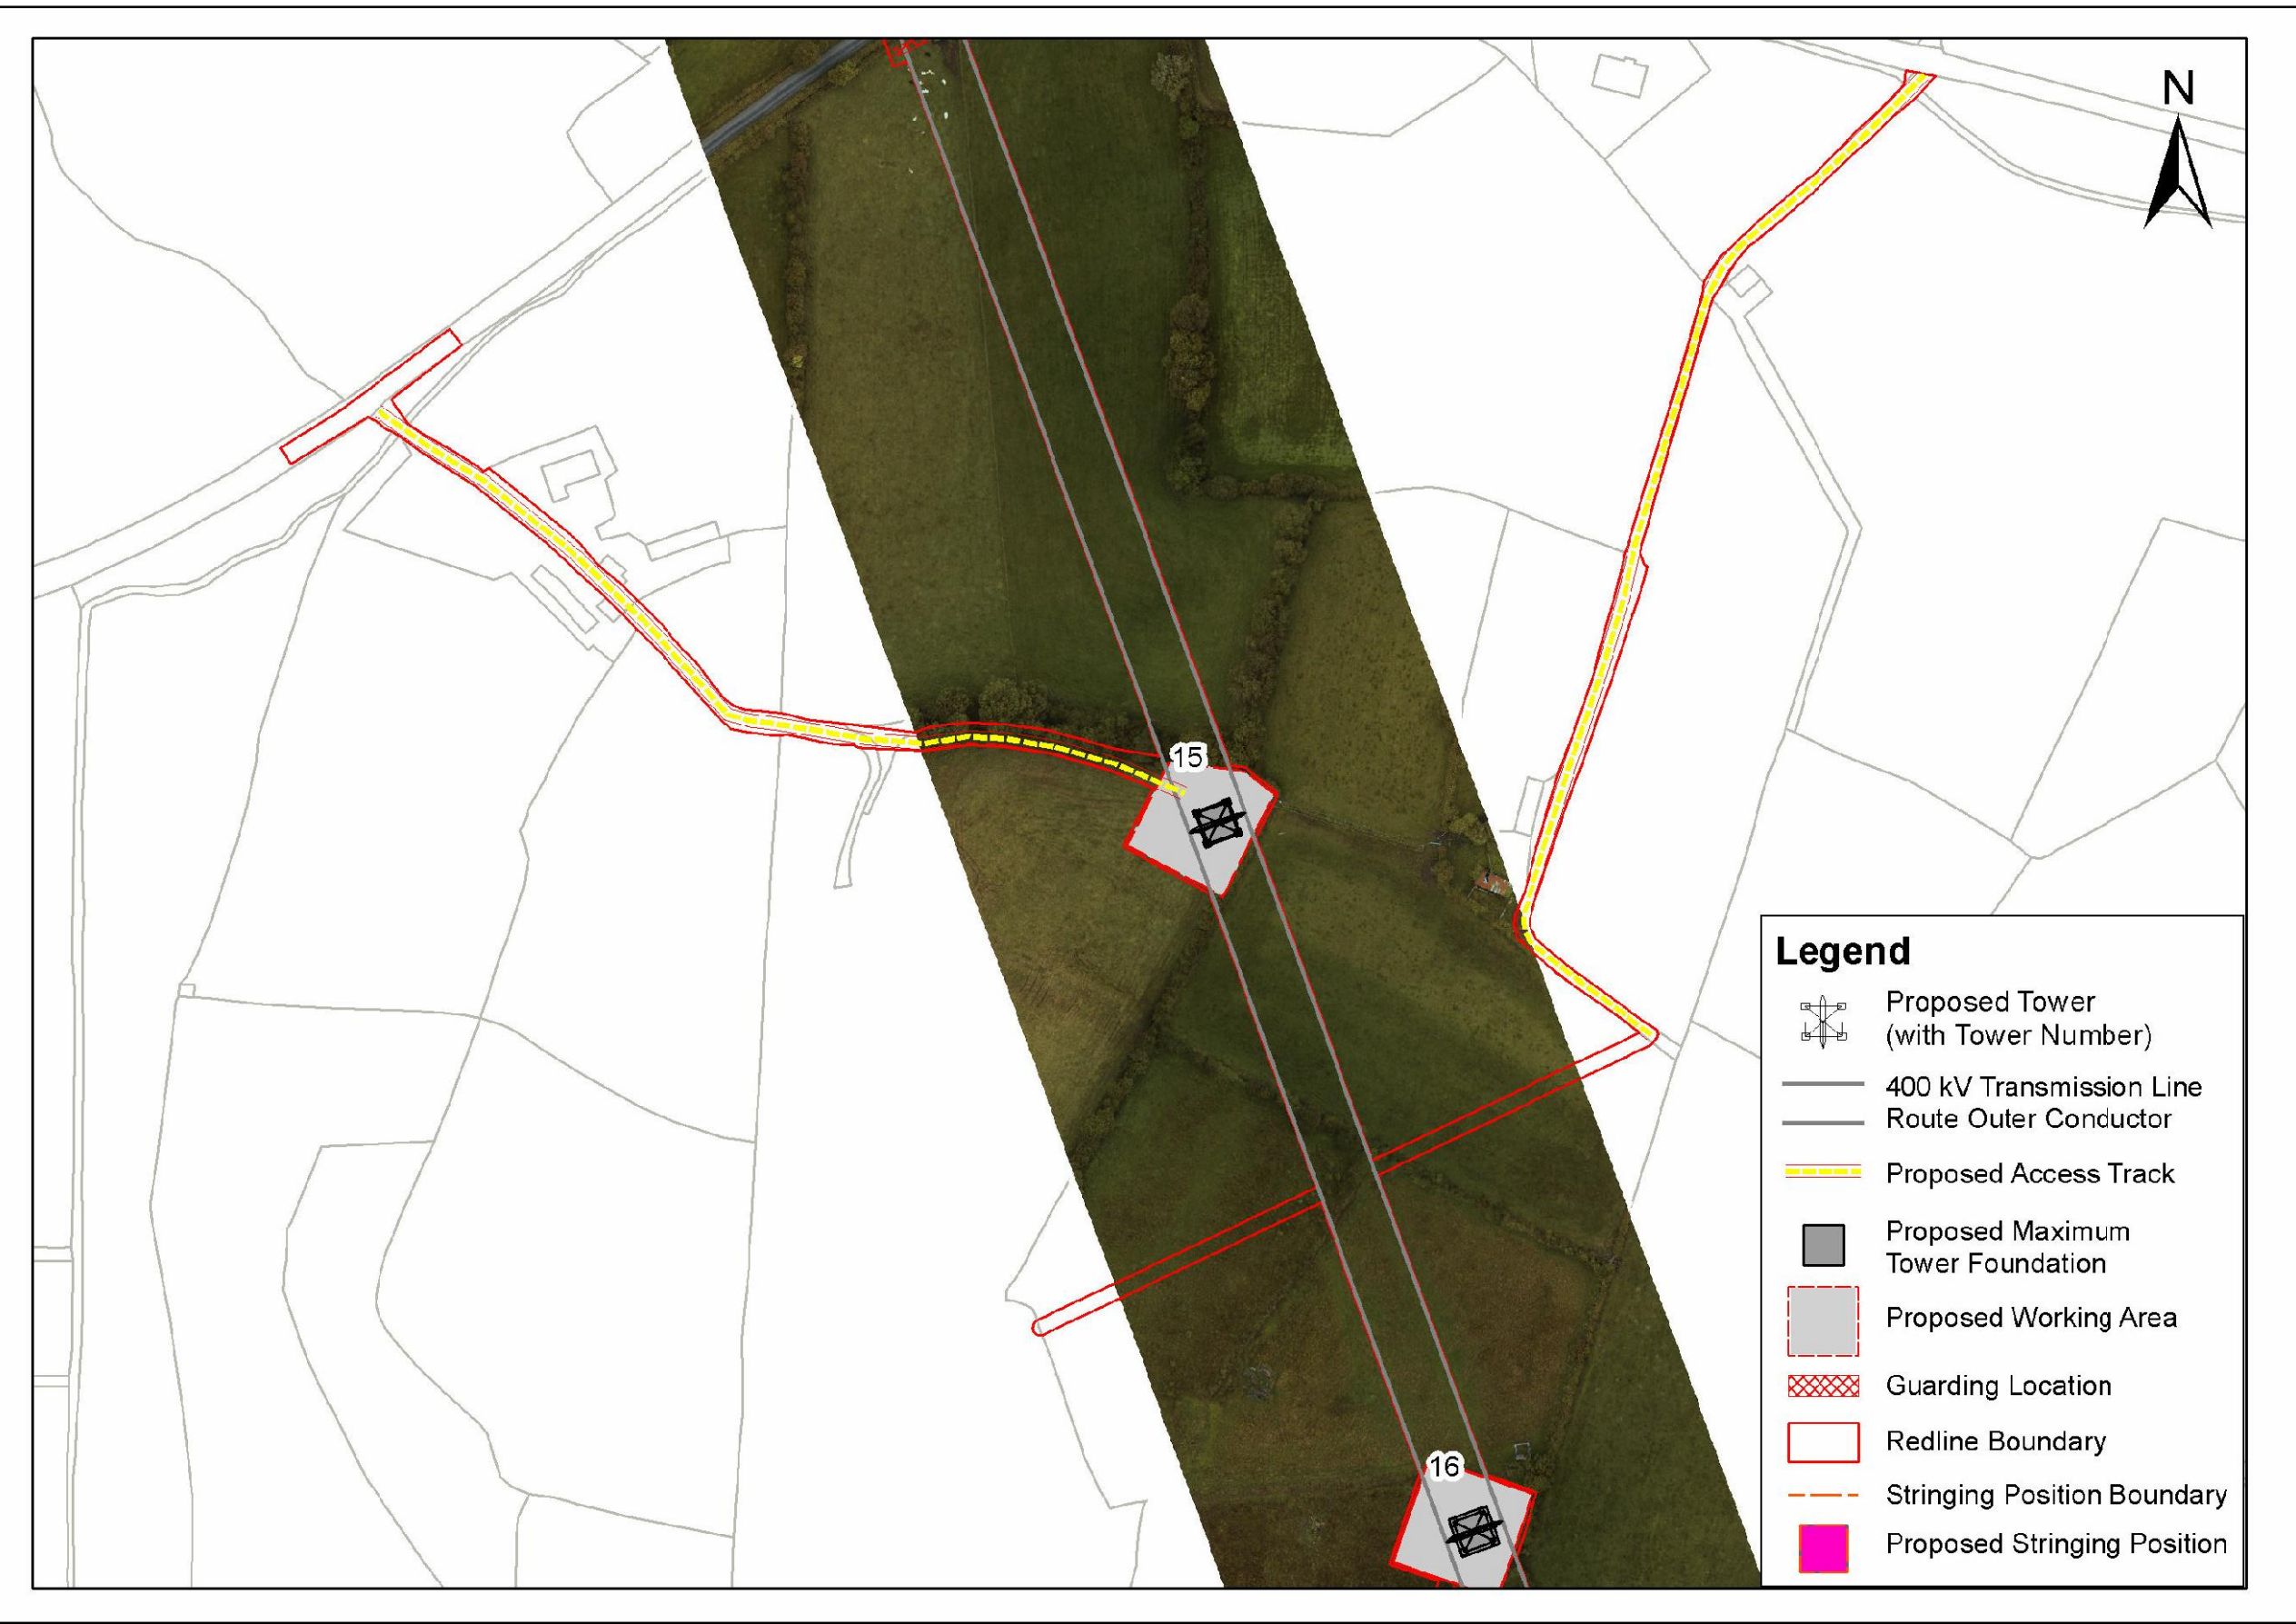 N
15
16
Legend
Proposed Tower
(with Tower Number)
400 kV Transmission Line
Route Outer Conductor
Proposed Access Track
Proposed Maximum
Tower Foundation
Proposed Working Area
Guarding Location
Redline Boundary
Stringing Position Boundary
Proposed Stringing Position